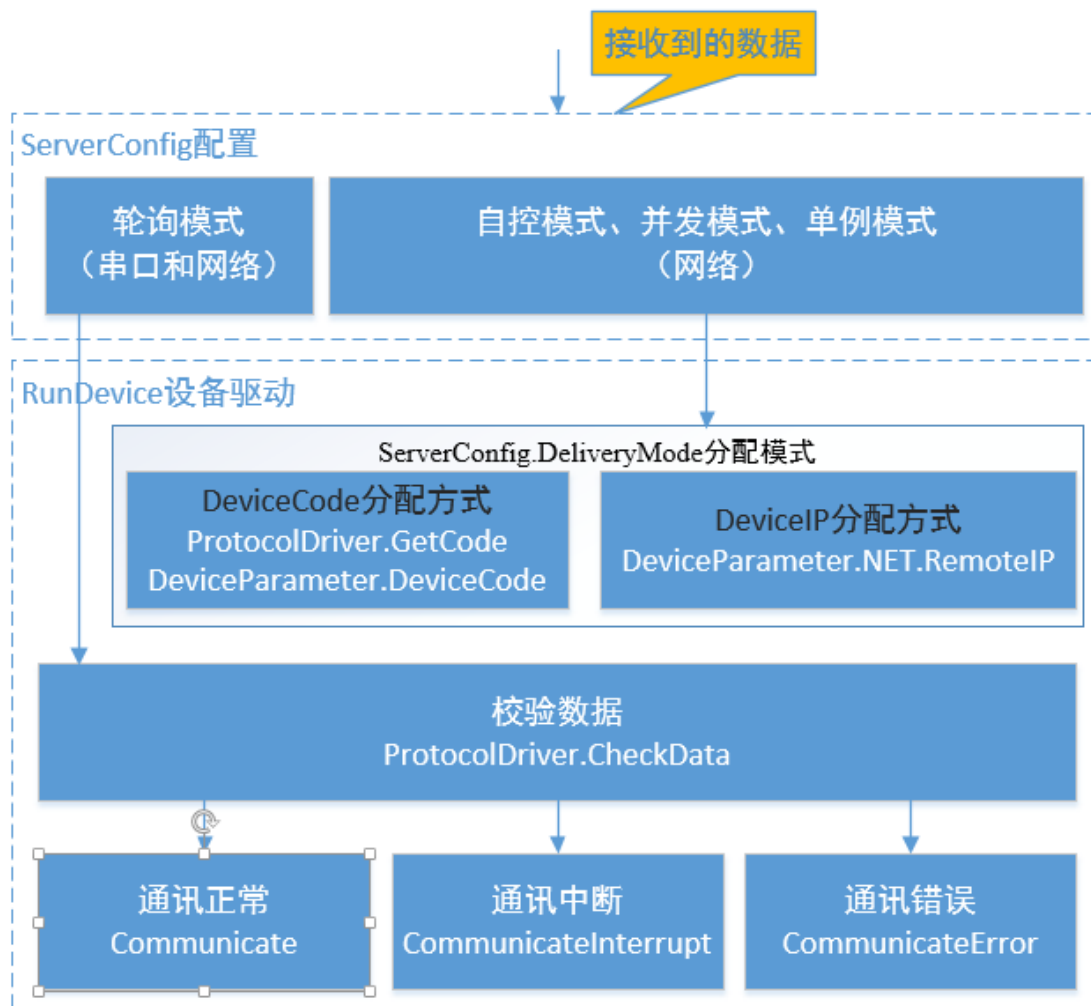 接收到的数据
ServerConfig配置
轮询模式
（串口和网络）
自控模式、并发模式、单例模式
（网络）
RunDevice设备驱动
ServerConfig.DeliveryMode分配模式
DeviceCode分配方式
ProtocolDriver.GetCode
DeviceParameter.DeviceCode
DeviceIP分配方式
DeviceParameter.NET.RemoteIP
校验数据
ProtocolDriver.CheckData
通讯正常
Communicate
通讯中断
CommunicateInterrupt
通讯错误
CommunicateError